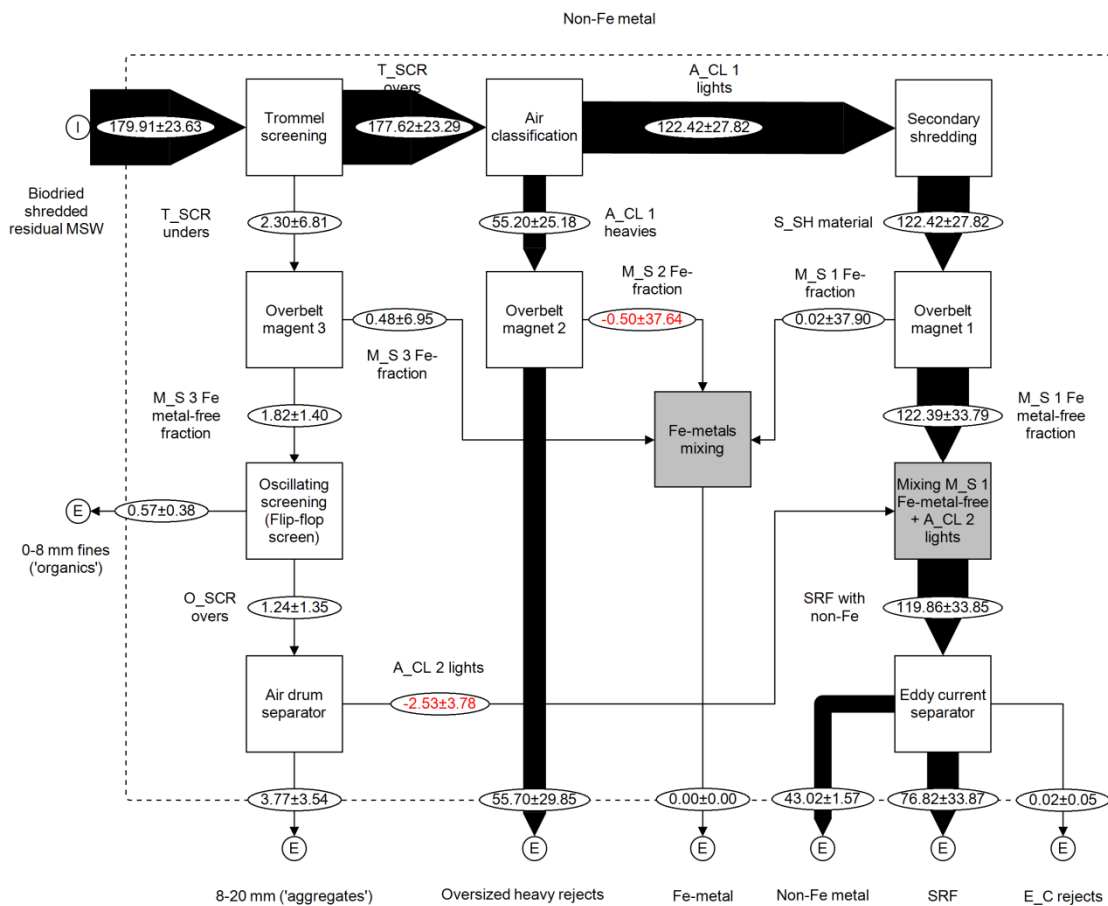 Non-Fe metal
T_SCR
overs
A_CL 1
lights
I
179.91±23.63
Trommel
screening
177.62±23.29
Air
classification
122.42±27.82
Secondary
shredding
Biodried
shredded
residual MSW
T_SCR
unders
2.30±6.81
55.20±25.18
A_CL 1
heavies
S_SH material
122.42±27.82
M_S 2 Fe-
fraction
M_S 1 Fe-
fraction
Overbelt
magent 3
0.48±6.95
Overbelt
magnet 2
-0.50±37.64
0.02±37.90
Overbelt
magnet 1
M_S 3 Fe-
fraction
M_S 3 Fe
metal-free
fraction
1.82±1.40
Fe-metals
mixing
122.39±33.79
M_S 1 Fe
metal-free
fraction
E
0.57±0.38
Oscillating
screening
(Flip-flop
screen)
Mixing M_S 1
Fe-metal-free
+ A_CL 2
lights
0-8 mm fines
('organics')
O_SCR
overs
1.24±1.35
SRF with
non-Fe
119.86±33.85
A_CL 2 lights
Air drum
separator
-2.53±3.78
Eddy current
separator
3.77±3.54
55.70±29.85
0.00±0.00
43.02±1.57
76.82±33.87
0.02±0.05
E
E
E
E
E
E
8-20 mm ('aggregates')
Oversized heavy rejects
Fe-metal
Non-Fe metal
SRF
E_C rejects